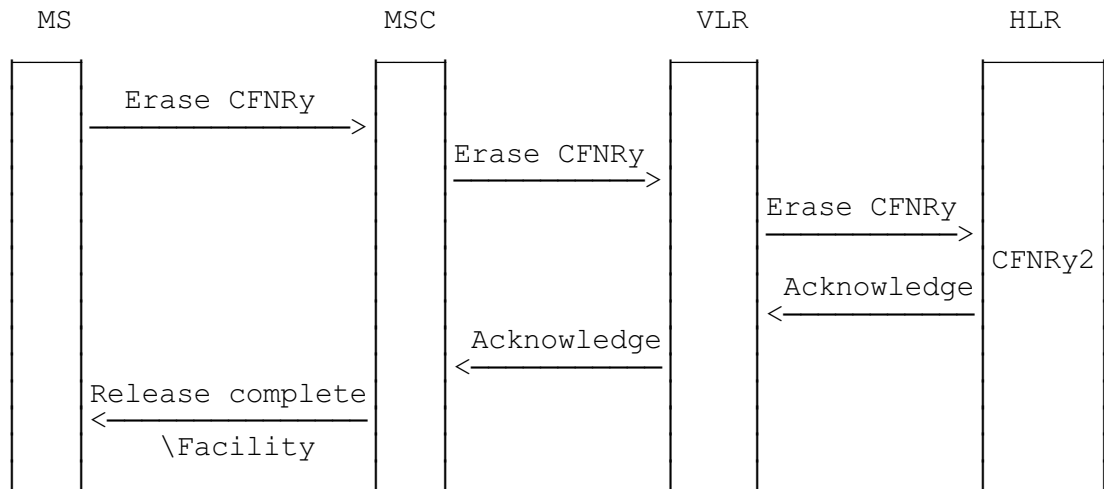 MS MSC VLR HLR
Erase CFNRy
Erase CFNRy
Erase CFNRy
CFNRy2
Acknowledge
Acknowledge
Release complete
\Facility